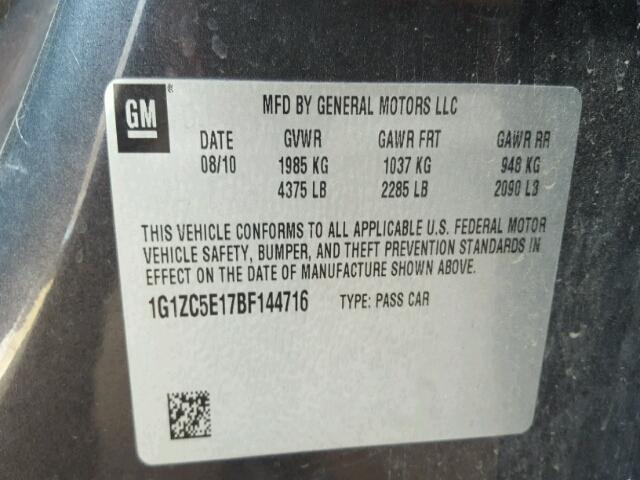 GM ®
MFD BY GENERAL MOTORS LLC
DATE GVWR GAWR FRT GAWR RR
08/10 1985 KG 1037 KG 948 KG
4375 LB 2285 LB 2090 LB
THIS VEHICLE CONFORMS TO ALL APPLICABLE U.S. FEDERAL MOTOR
VEHICLE SAFETY, BUMPER, AND THEFT PREVENTION STANDARDS IN
EFFECT ON THE DATE OF MANUFACTURE SHOWN ABOVE.
1G1ZC5E17BF144716 TYPE: PASS CAR